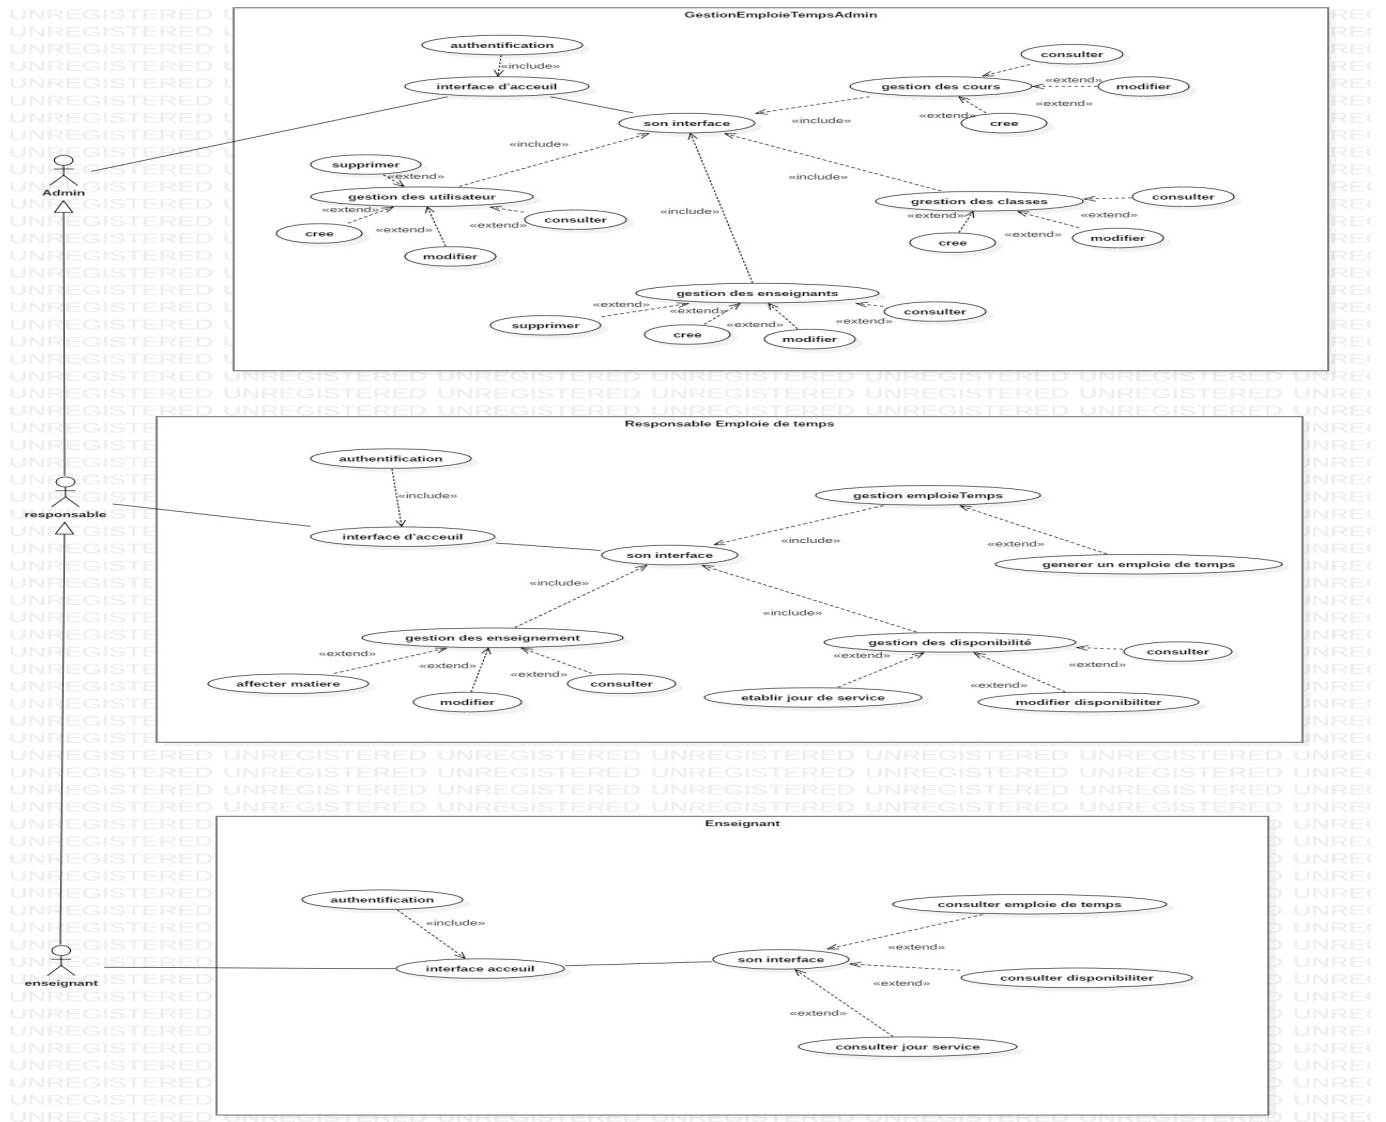 GestionEmploieTempsAdmin
authentification
«include»
interface d'acceuil
consulter
gestion des cours
«extend»
modifier
«extend»
«extend»
cree
«include»
son interface
«include»
supprimer
«extend»
gestion des utilisateur
«extend»
cree
«extend»
modifier
«extend»
consulter
«include»
«include»
grestion des classes
consulter
«extend»
«extend»
cree
«extend»
modifier
gestion des enseignants
«extend»
supprimer
«extend»
cree
«extend»
modifier
«extend»
consulter
Admin
Responsable Emploie de temps
authentification
«include»
interface d'acceuil
son interface
gestion emploieTemps
«include»
«extend»
generer un emploie de temps
«include»
«include»
gestion des enseignement
«extend»
affecter matiere
«extend»
modifier
«extend»
consulter
gestion des disponibilité
«extend»
etablir jour de service
«extend»
modifier disponibiliter
«extend»
consulter
responsable
Enseignant
authentification
«include»
interface acceuil
son interface
consulter emploie de temps
«extend»
consulter disponibiliter
«extend»
«extend»
consulter jour service
enseignant
UNREGISTERED